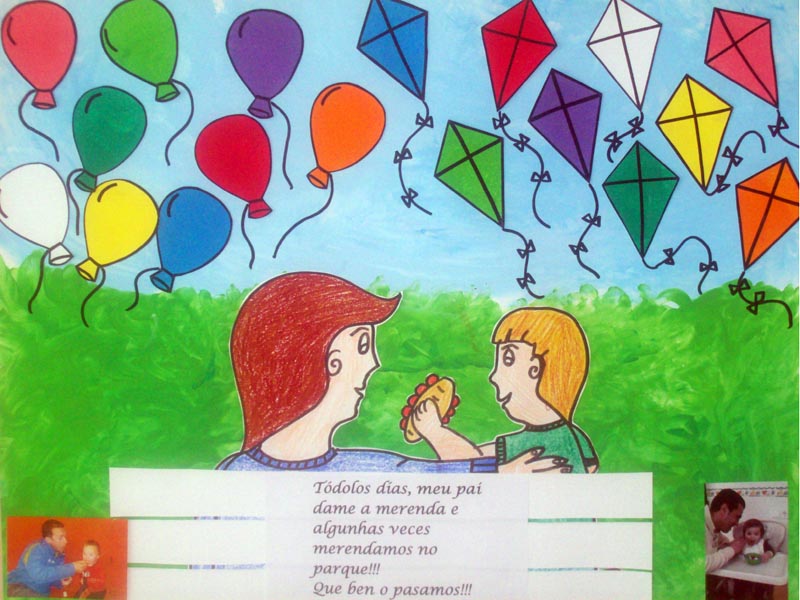 Tódolos días, meu pai
dame a merenda e
algunhas veces
merendamos no
parque!!!
Que ben o pasamos!!!